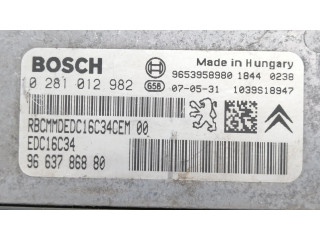 BOSCH
Made in Hungary
9653958980 1844 0238
0 281 012 982
658
07-05-31
1039S18947
RBCMMDEDC16C34CEM 00
EDC16C34
96 637 868 80